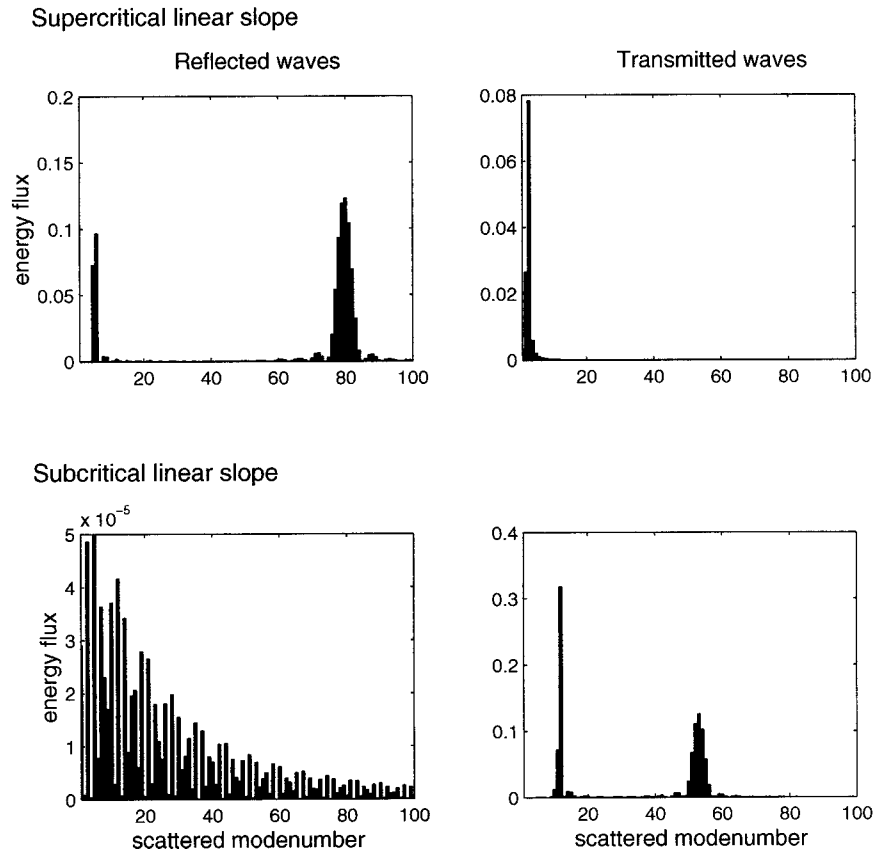 Supercritical linear slope
Reflected waves
Transmitted waves
0.2
0.15
0.1
0.05
0
energy flux
20 40 60 80 100
0.08
0.06
0.04
0.02
0
20 40 60 80 100
Subcritical linear slope
x 10^-5
5
4
3
2
1
0
energy flux
20 40 60 80 100
scattered modenumber
0.4
0.3
0.2
0.1
0
20 40 60 80 100
scattered modenumber